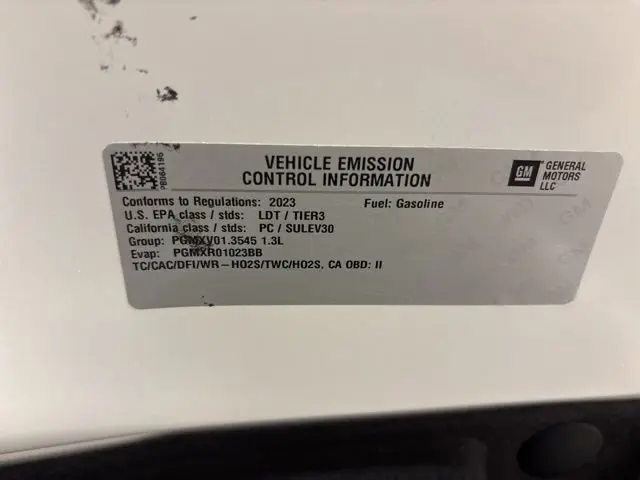 VEHICLE EMISSION
CONTROL INFORMATION
GM
GENERAL
MOTORS
LLC
Conforms to Regulations: 2023 Fuel: Gasoline
U.S. EPA class / stds: LDT / TIER3
California class / stds: PC / SULEV30
Group: PGMXV01.3545 1.3L
Evap: PGMXR01023BB
TC/CAC/DFI/WR-HO2S/TWC/HO2S, CA OBD: II